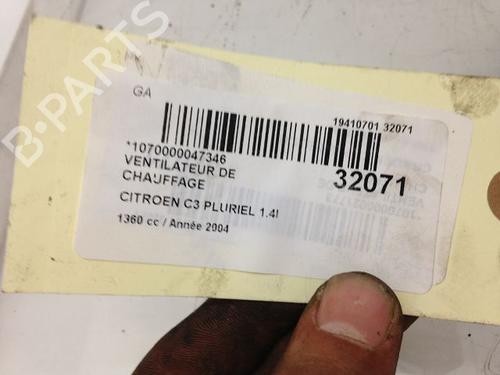 GA
19410701 32071
*1070000047346
VENTILATEUR DE
CHAUFFAGE
32071
CITROEN C3 PLURIEL 1.4I
1360 cc / Année 2004
B-PARTS